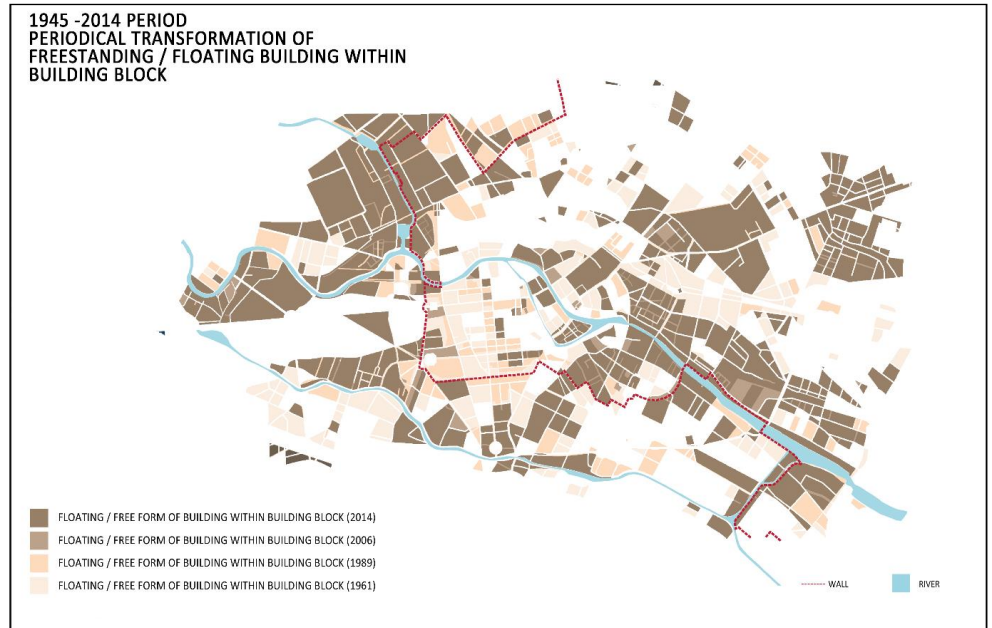 1945 -2014 PERIOD
PERIODICAL TRANSFORMATION OF
FREESTANDING / FLOATING BUILDING WITHIN
BUILDING BLOCK
FLOATING / FREE FORM OF BUILDING WITHIN BUILDING BLOCK (2014)
FLOATING / FREE FORM OF BUILDING WITHIN BUILDING BLOCK (2006)
FLOATING / FREE FORM OF BUILDING WITHIN BUILDING BLOCK (1989)
FLOATING / FREE FORM OF BUILDING WITHIN BUILDING BLOCK (1961)
WALL
RIVER